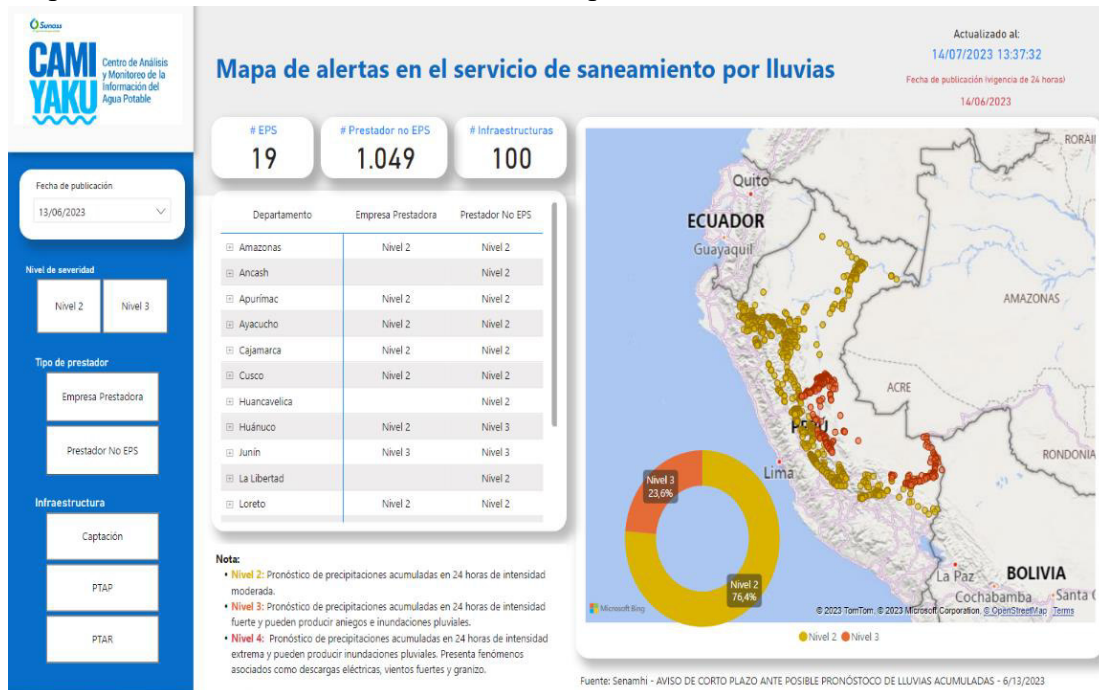 Sunass
CAMI
YAKU
Centro de Análisis
y Monitoreo de la
Información del
Agua Potable
Mapa de alertas en el servicio de saneamiento por lluvias
Actualizado al:
14/07/2023 13:37:32
Fecha de publicación (vigencia de 24 horas)
14/06/2023
Fecha de publicación
13/06/2023
Nivel de severidad
Nivel 2 Nivel 3
Tipo de prestador
Empresa Prestadora
Prestador No EPS
Infraestructura
Captación
PTAP
PTAR
# EPS
19
# Prestador no EPS
1.049
# Infraestructuras
100
Departamento Empresa Prestadora Prestador No EPS
Amazonas Nivel 2 Nivel 2
Ancash Nivel 2
Apurímac Nivel 2 Nivel 2
Ayacucho Nivel 2 Nivel 2
Cajamarca Nivel 2 Nivel 2
Cusco Nivel 2 Nivel 2
Huancavelica Nivel 2
Huánuco Nivel 2 Nivel 3
Junín Nivel 3 Nivel 3
La Libertad Nivel 2
Loreto Nivel 2 Nivel 2
Nota:
• Nivel 2: Pronóstico de precipitaciones acumuladas en 24 horas de intensidad
moderada.
• Nivel 3: Pronóstico de precipitaciones acumuladas en 24 horas de intensidad
fuerte y pueden producir aniegos e inundaciones pluviales.
• Nivel 4: Pronóstico de precipitaciones acumuladas en 24 horas de intensidad
extrema y pueden producir inundaciones pluviales. Presenta fenómenos
asociados como descargas eléctricas, vientos fuertes y granizo.
RORAI
Quito
ECUADOR
Guayaquil
AMAZONAS
ACRE
PERÚ
RONDONIA
Lima
La Paz
BOLIVIA
Cochabamba
Santa C
Nivel 3
23,6%
Nivel 2
76,4%
Microsoft Bing
© 2023 TomTom, © 2023 Microsoft Corporation, © OpenStreetMap Terms
Nivel 2 Nivel 3
Fuente: Senamhi - AVISO DE CORTO PLAZO ANTE POSIBLE PRONÓSTOCO DE LLUVIAS ACUMULADAS - 6/13/2023